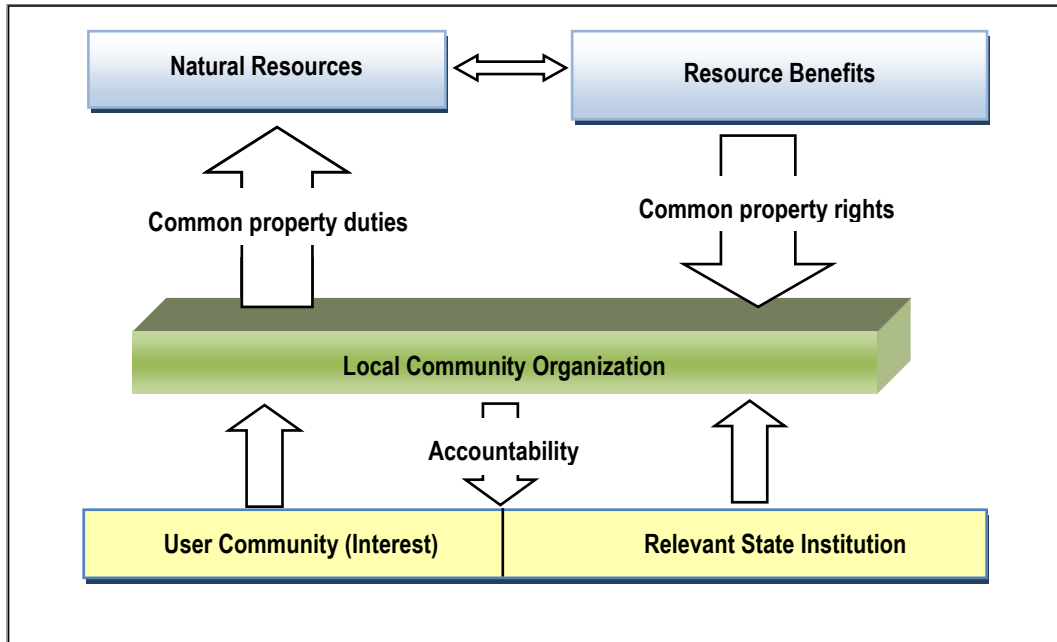 Natural Resources
Resource Benefits
Common property duties
Common property rights
Local Community Organization
Accountability
User Community (Interest)
Relevant State Institution